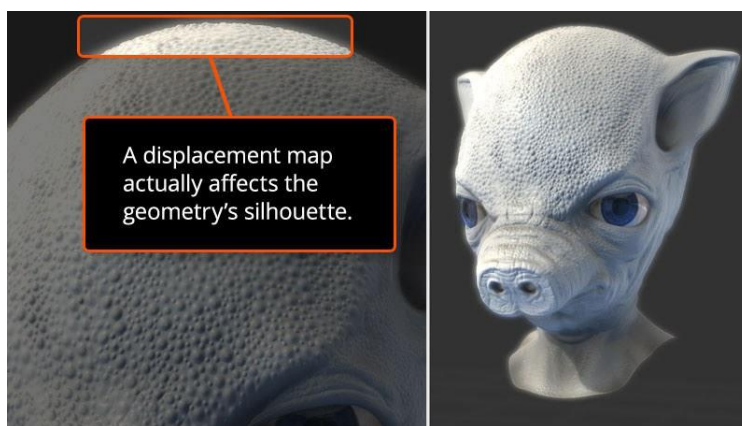 A displacement map
actually affects the
geometry’s silhouette.